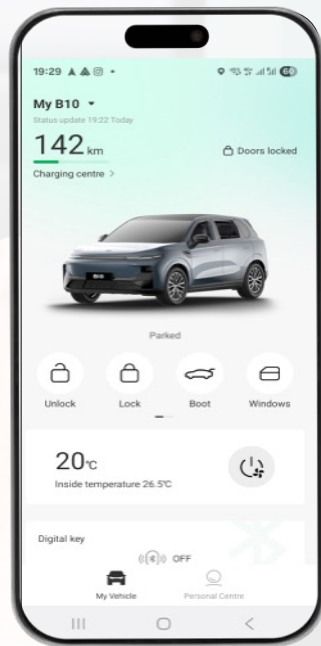 19:29
60
My B10
Status update 19:22 Today
142 km
Doors locked
Charging centre >
B10
Parked
Unlock Lock Boot Windows
20℃
Inside temperature 26.5℃
Digital key
OFF
My Vehicle Personal Centre